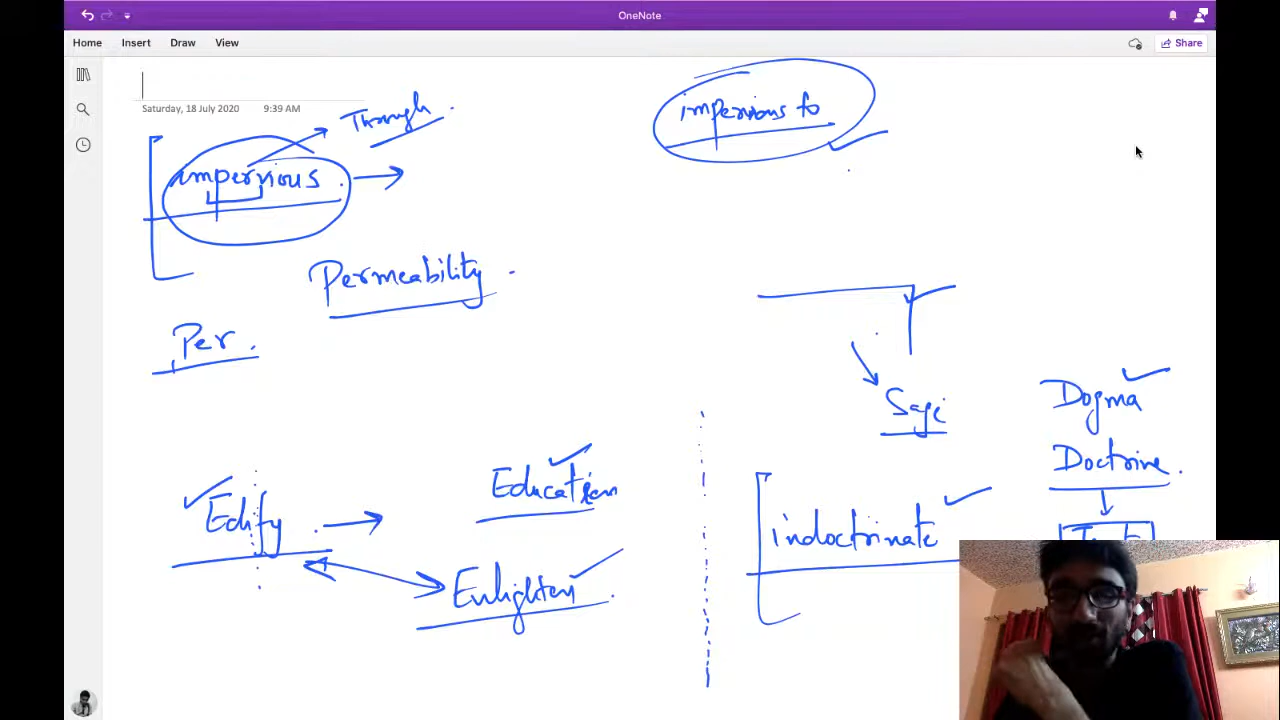 OneNote
Home Insert Draw View
Share
Saturday, 18 July 2020 9:39 AM
Through
impervious
impervious to
Permeability
Per
Sagi
Dogma
Doctrine
Education
Edify
Enlighten
indoctrinate